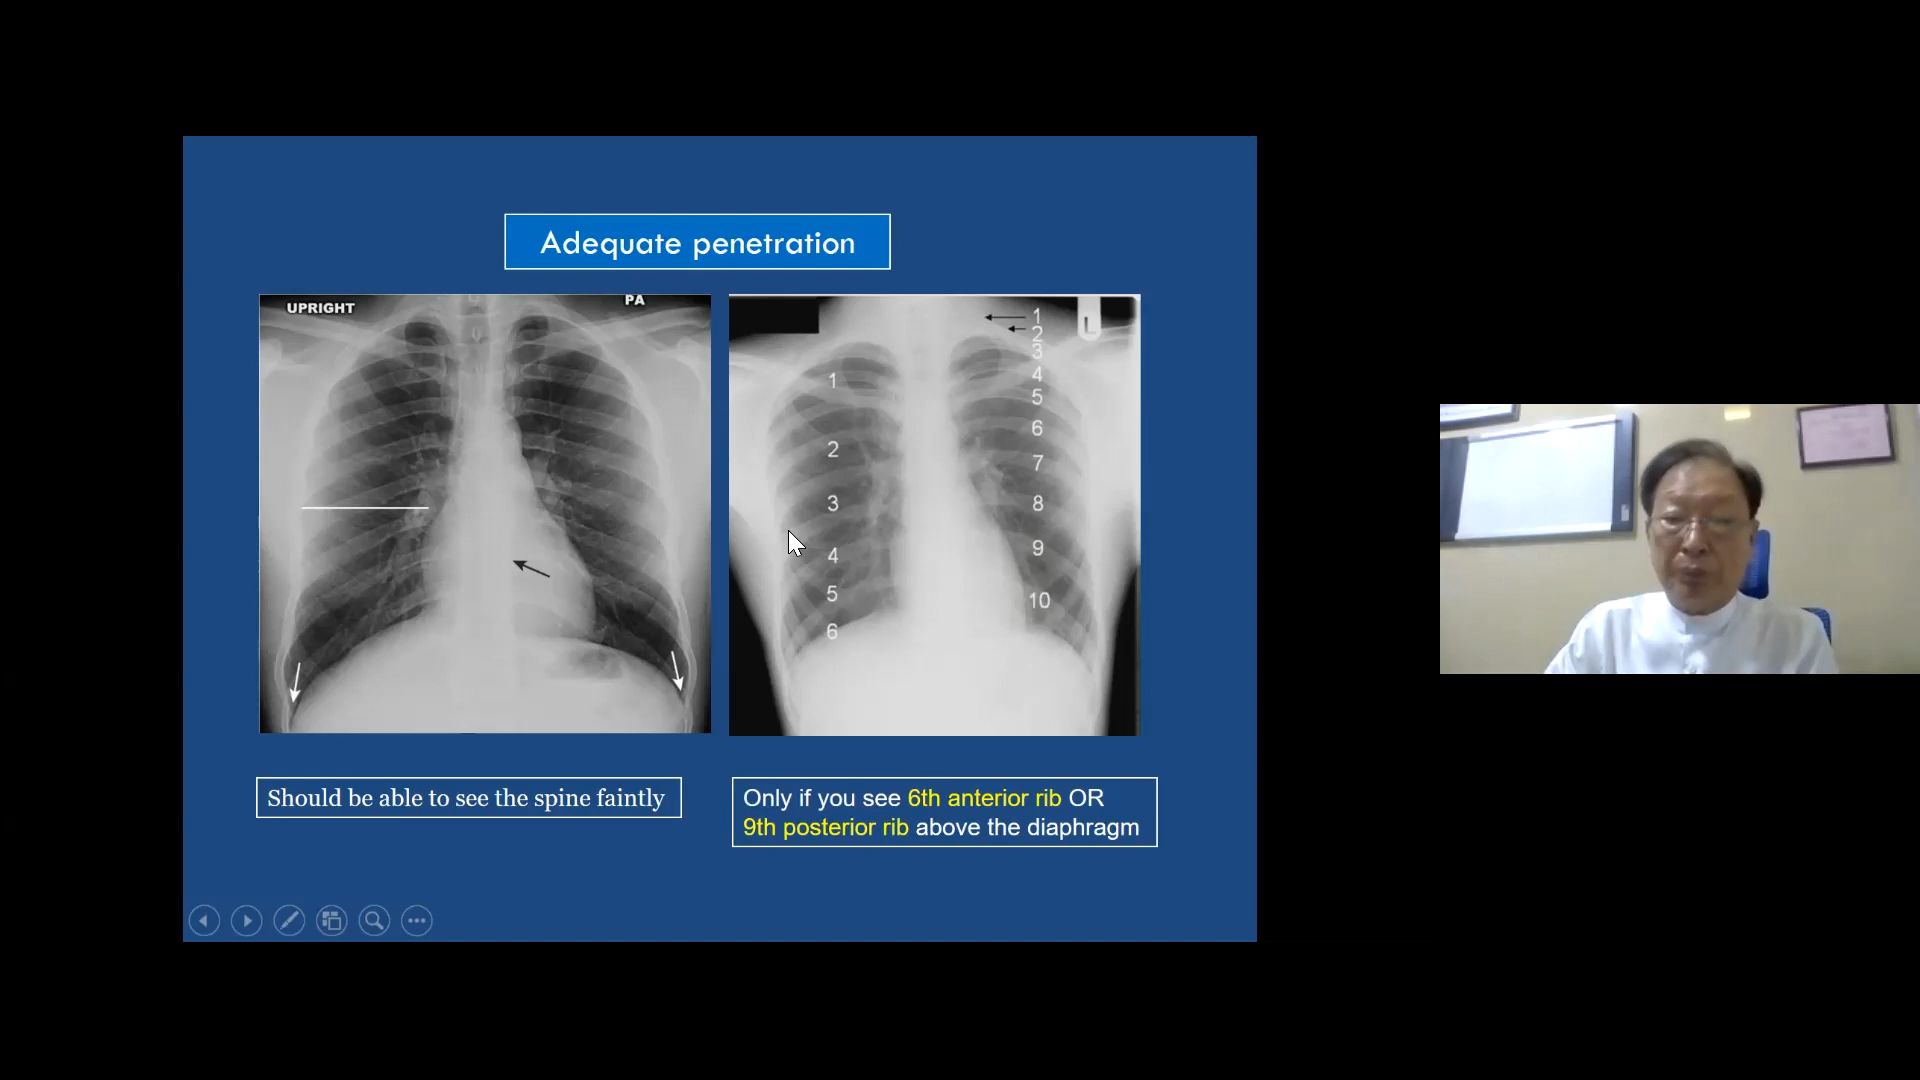 Adequate penetration
UPRIGHT
PA
1
2
3
4
5
6
L
1
2
3
4
5
6
7
8
9
10
Should be able to see the spine faintly
Only if you see 6th anterior rib OR
9th posterior rib above the diaphragm